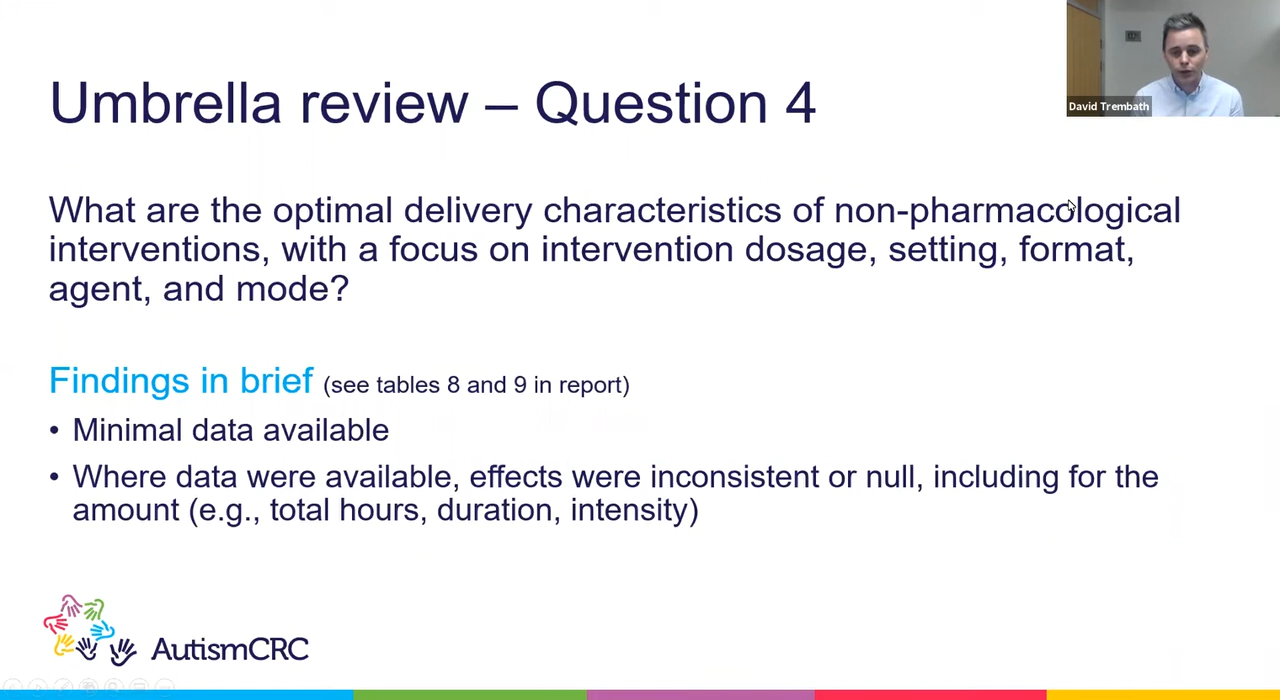 Umbrella review – Question 4
David Trembath
What are the optimal delivery characteristics of non-pharmacological
interventions, with a focus on intervention dosage, setting, format,
agent, and mode?
Findings in brief (see tables 8 and 9 in report)
• Minimal data available
• Where data were available, effects were inconsistent or null, including for the
amount (e.g., total hours, duration, intensity)
AutismCRC